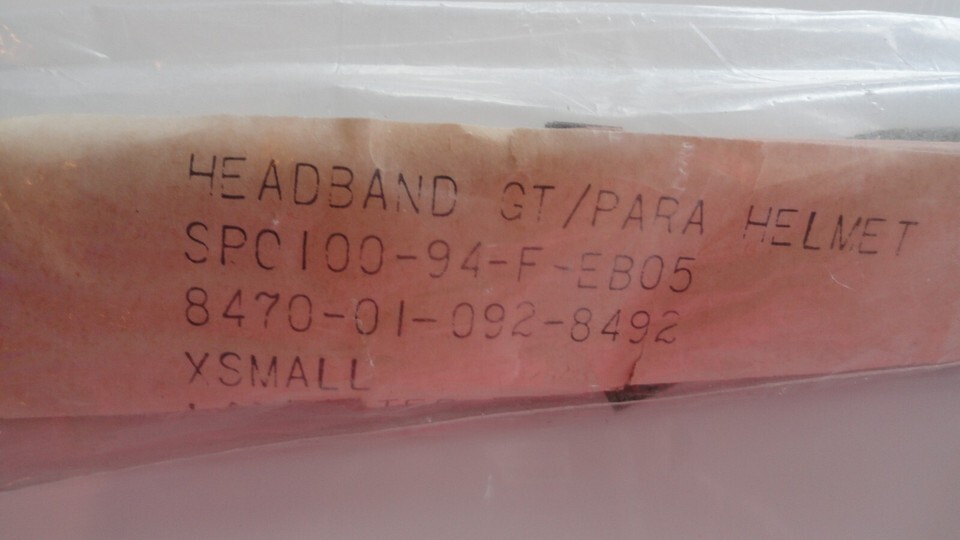 HEADBAND GT/PARA HELMET
SPO100-94-F-EB05
8470-01-092-8492
XSMALL